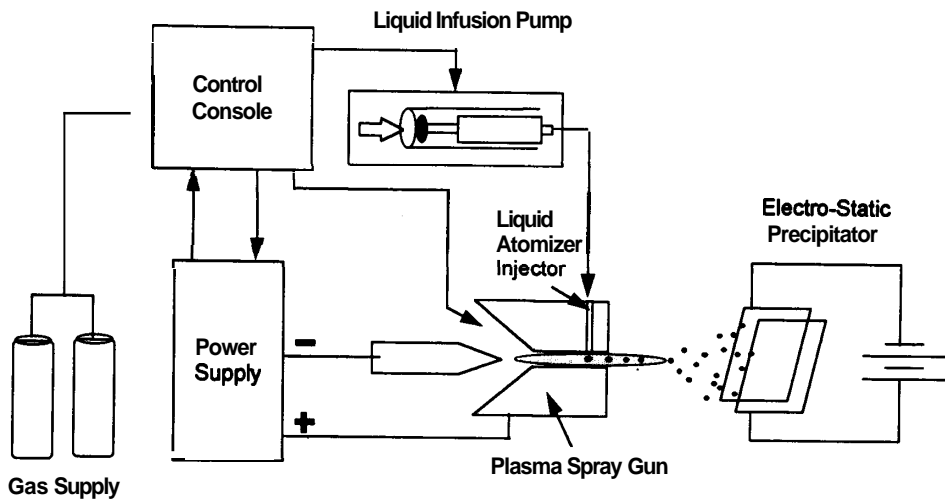 Liquid Infusion Pump
Control
Console
Liquid
Atomizer
Injector
Electro-Static
Precipitator
Power
Supply
-
+
Plasma Spray Gun
Gas Supply